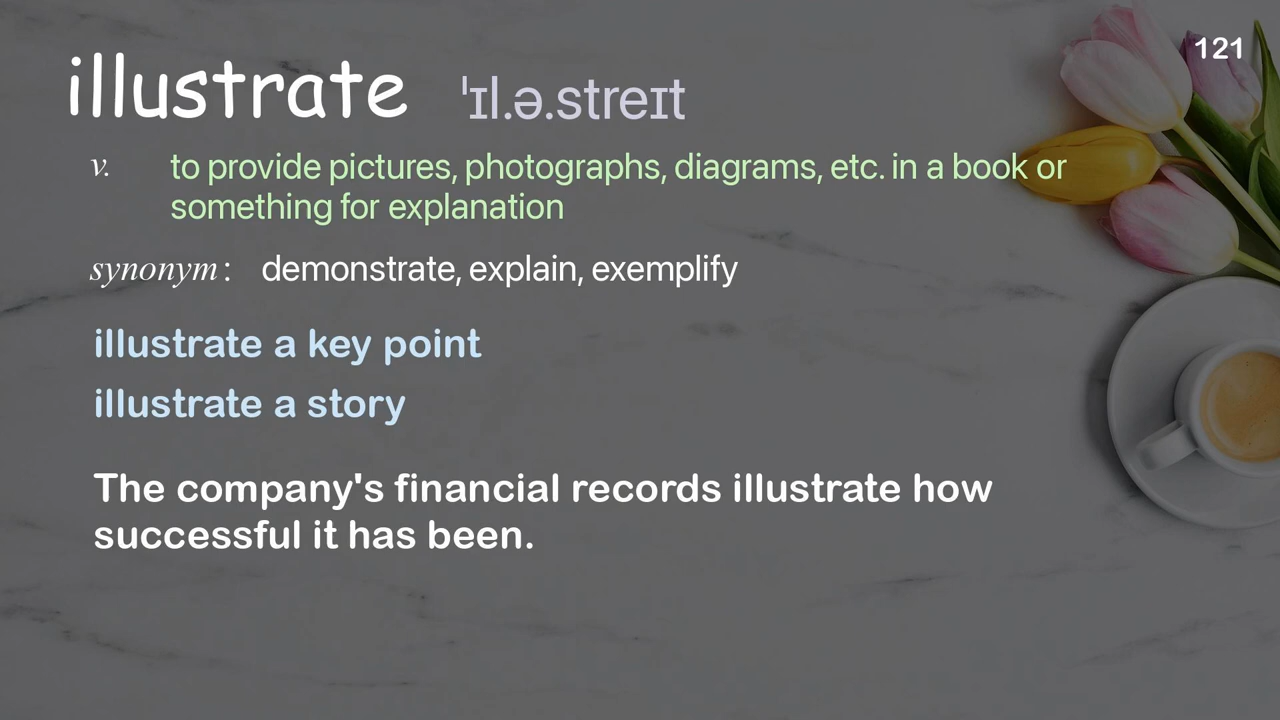 121
illustrate ˈɪl.ə.streɪt
v. to provide pictures, photographs, diagrams, etc. in a book or
something for explanation
synonym: demonstrate, explain, exemplify
illustrate a key point
illustrate a story
The company's financial records illustrate how
successful it has been.